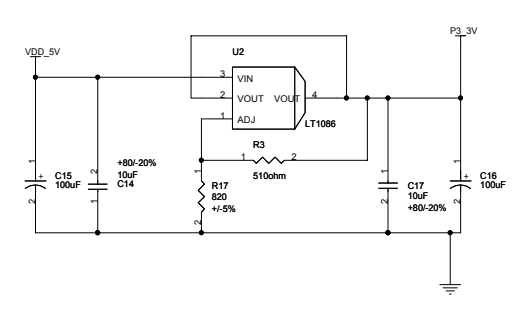 P3_3V
VDD_5V
U2
3 VIN
2 VOUT VOUT 4
1 ADJ
LT1086
R3
1 2
510ohm
1
+
C15
100uF
2
2
+80/-20%
10uF
C14
1
1
R17
820
+/-5%
2
1
C17
10uF
+80/-20%
2
1
+
C16
100uF
2